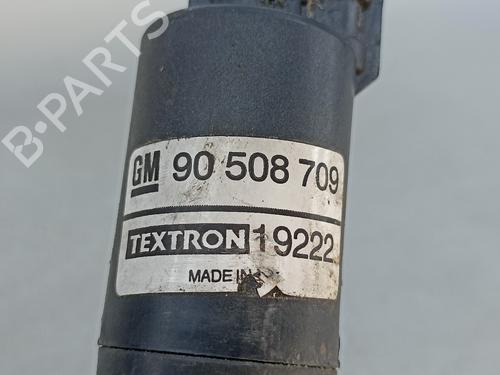 B-PARTS
GM 90 508 709
TEXTRON 19222
MADE IN